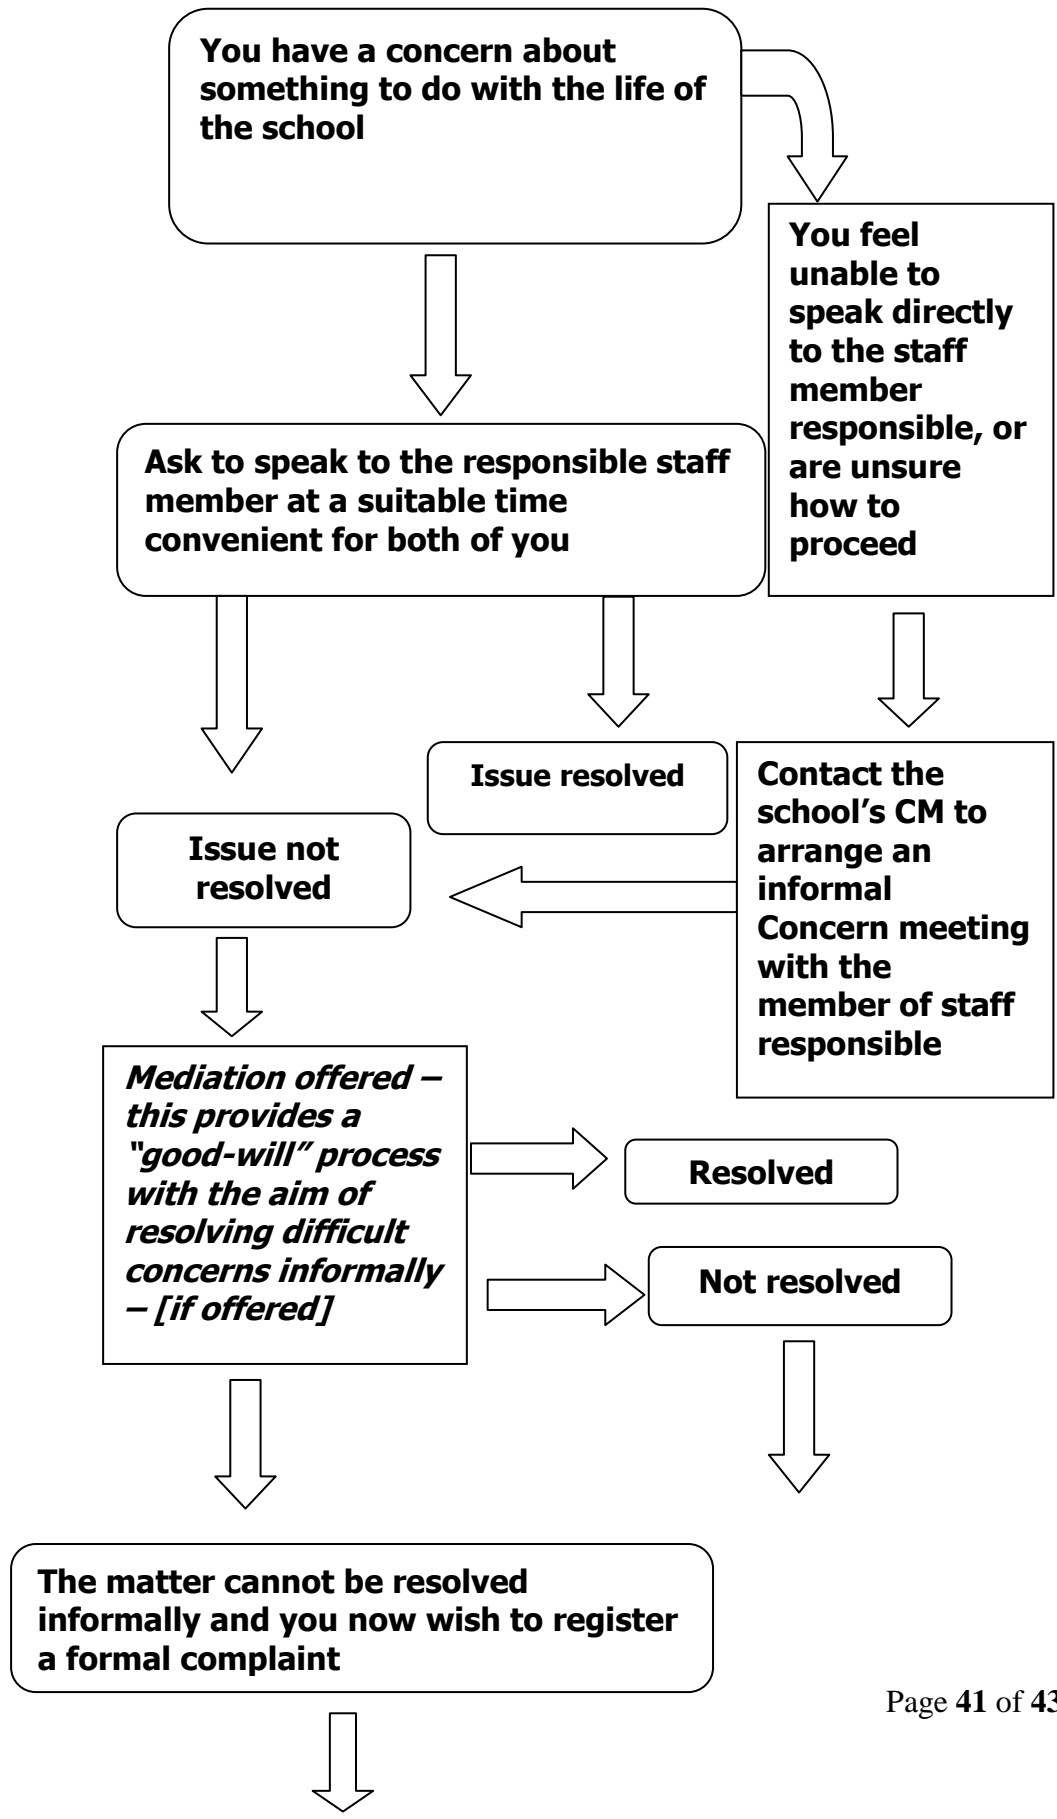 You have a concern about
something to do with the life of
the school
You feel
unable to
speak directly
to the staff
member
responsible, or
are unsure
how to
proceed
Ask to speak to the responsible staff
member at a suitable time
convenient for both of you
Issue resolved
Contact the
school’s CM to
arrange an
informal
Concern meeting
with the
member of staff
responsible
Issue not
resolved
Mediation offered –
this provides a
“good-will” process
with the aim of
resolving difficult
concerns informally
– [if offered]
Resolved
Not resolved
The matter cannot be resolved
informally and you now wish to register
a formal complaint
Page 41 of 43